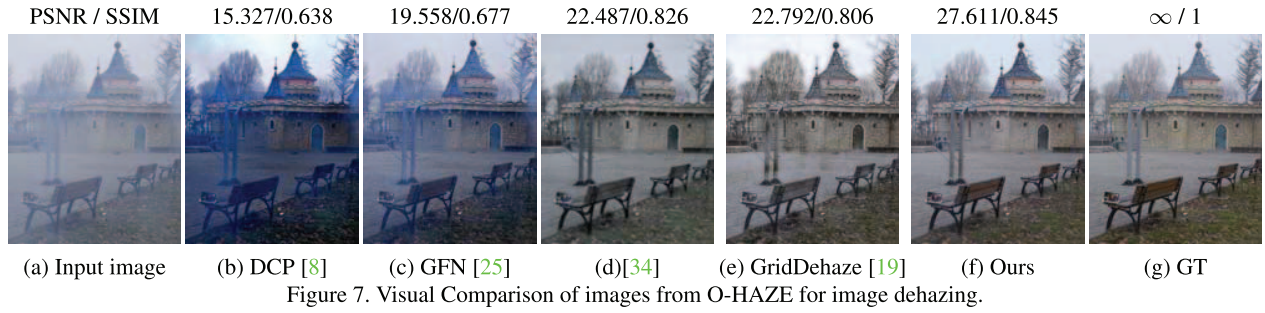 PSNR / SSIM 15.327/0.638 19.558/0.677 22.487/0.826 22.792/0.806 27.611/0.845 ∞ / 1
(a) Input image (b) DCP [8] (c) GFN [25] (d)[34] (e) GridDehaze [19] (f) Ours (g) GT
Figure 7. Visual Comparison of images from O-HAZE for image dehazing.